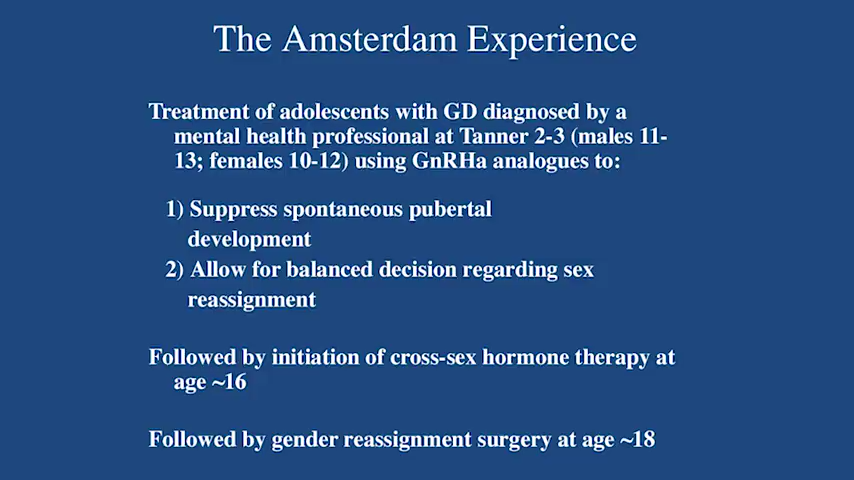 The Amsterdam Experience
Treatment of adolescents with GD diagnosed by a
mental health professional at Tanner 2-3 (males 11-
13; females 10-12) using GnRHa analogues to:
1) Suppress spontaneous pubertal
development
2) Allow for balanced decision regarding sex
reassignment
Followed by initiation of cross-sex hormone therapy at
age ~16
Followed by gender reassignment surgery at age ~18